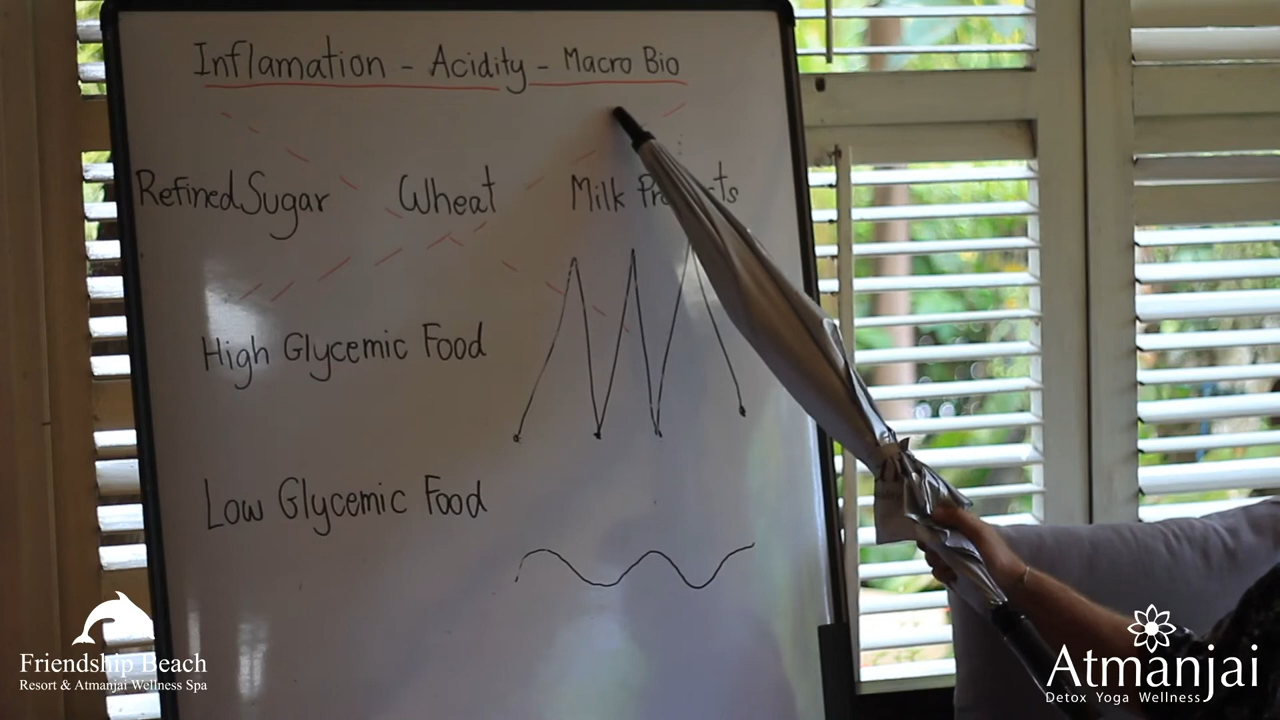 Inflamation - Acidity - Macro Bio
Refined Sugar Wheat Milk
High Glycemic Food
Low Glycemic Food
Friendship Beach
Resort & Atmanjai Wellness Spa
Atmanjai
Detox Yoga Wellness